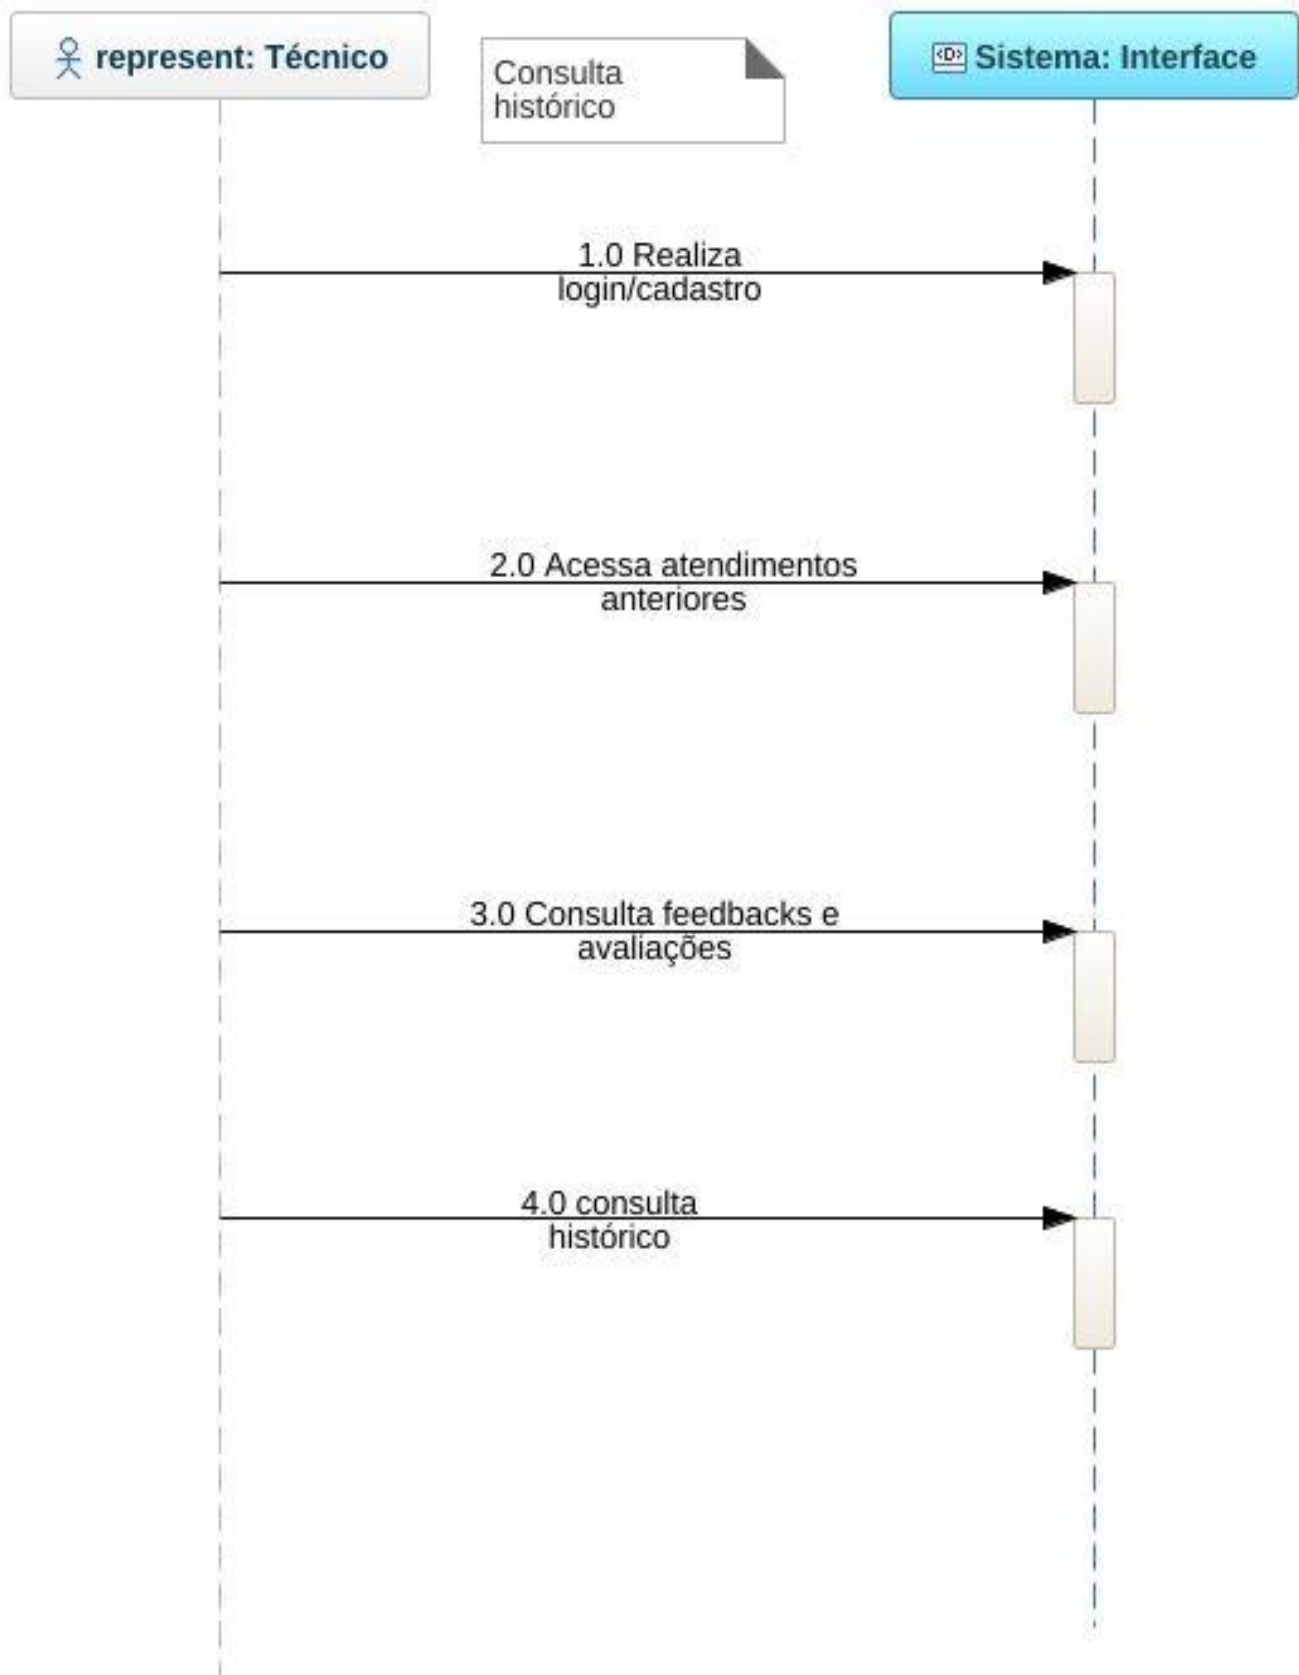 represent: Técnico
Consulta
histórico
<D> Sistema: Interface
1.0 Realiza
login/cadastro
2.0 Acessa atendimentos
anteriores
3.0 Consulta feedbacks e
avaliações
4.0 consulta
histórico